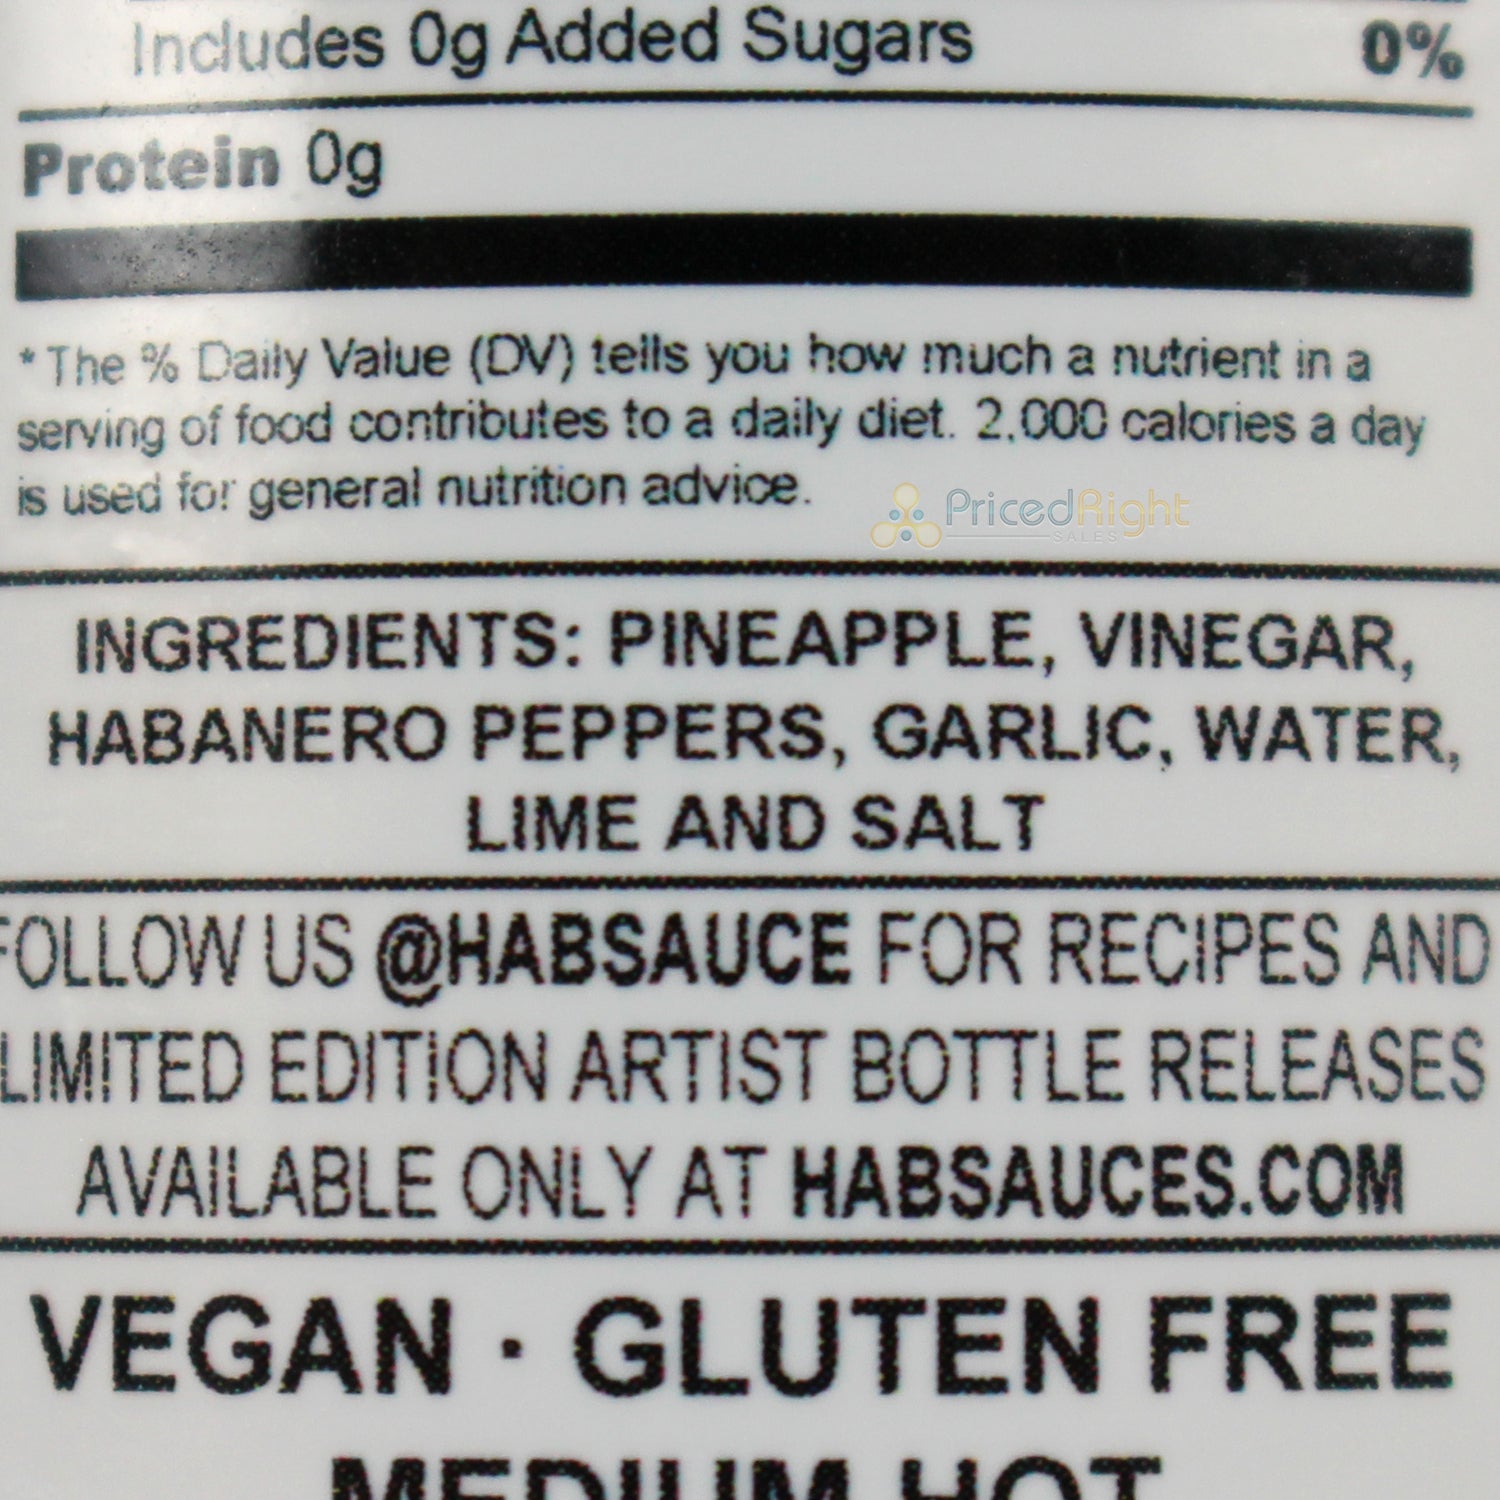 Includes 0g Added Sugars 0%
Protein 0g
* The % Daily Value (DV) tells you how much a nutrient in a
serving of food contributes to a daily diet. 2,000 calories a day
is used for general nutrition advice.
PricedRight
SALES
INGREDIENTS: PINEAPPLE, VINEGAR,
HABANERO PEPPERS, GARLIC, WATER,
LIME AND SALT
FOLLOW US @HABSAUCE FOR RECIPES AND
LIMITED EDITION ARTIST BOTTLE RELEASES
AVAILABLE ONLY AT HABSAUCES.COM
VEGAN · GLUTEN FREE
MEDIUM HOT